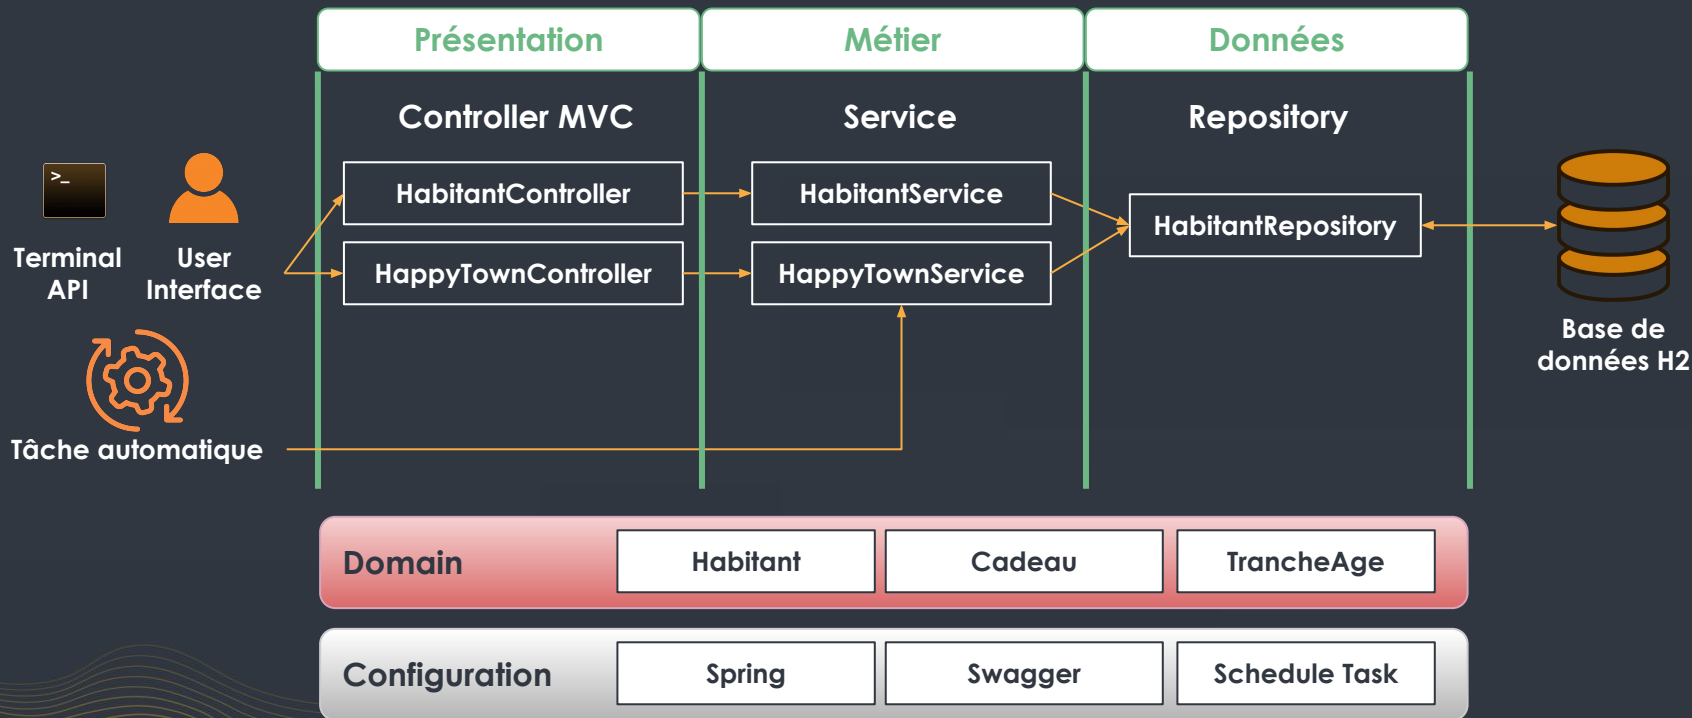 Présentation
Métier
Données
Controller MVC
Service
Repository
>_
HabitantController
HabitantService
HabitantRepository
Terminal
API
User
Interface
HappyTownController
HappyTownService
Base de
données H2
Tâche automatique
Domain
Habitant
Cadeau
TrancheAge
Configuration
Spring
Swagger
Schedule Task